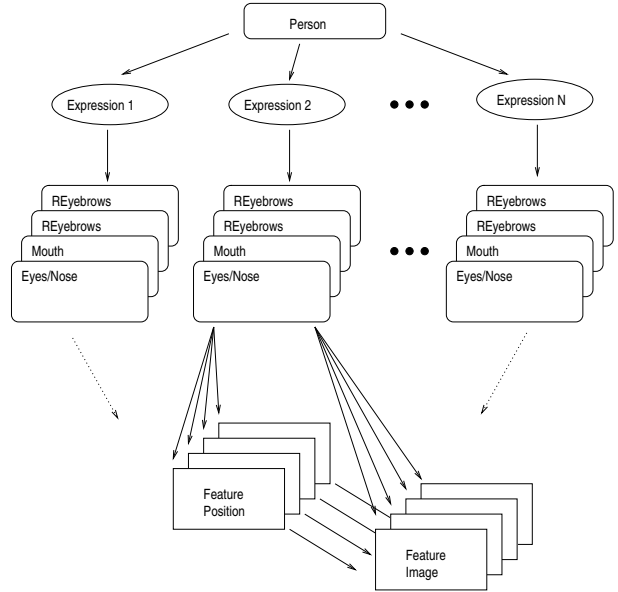 Person
Expression 1
Expression 2
Expression N
REyebrows
REyebrows
Mouth
Eyes/Nose
REyebrows
REyebrows
Mouth
Eyes/Nose
REyebrows
REyebrows
Mouth
Eyes/Nose
Feature
Position
Feature
Image